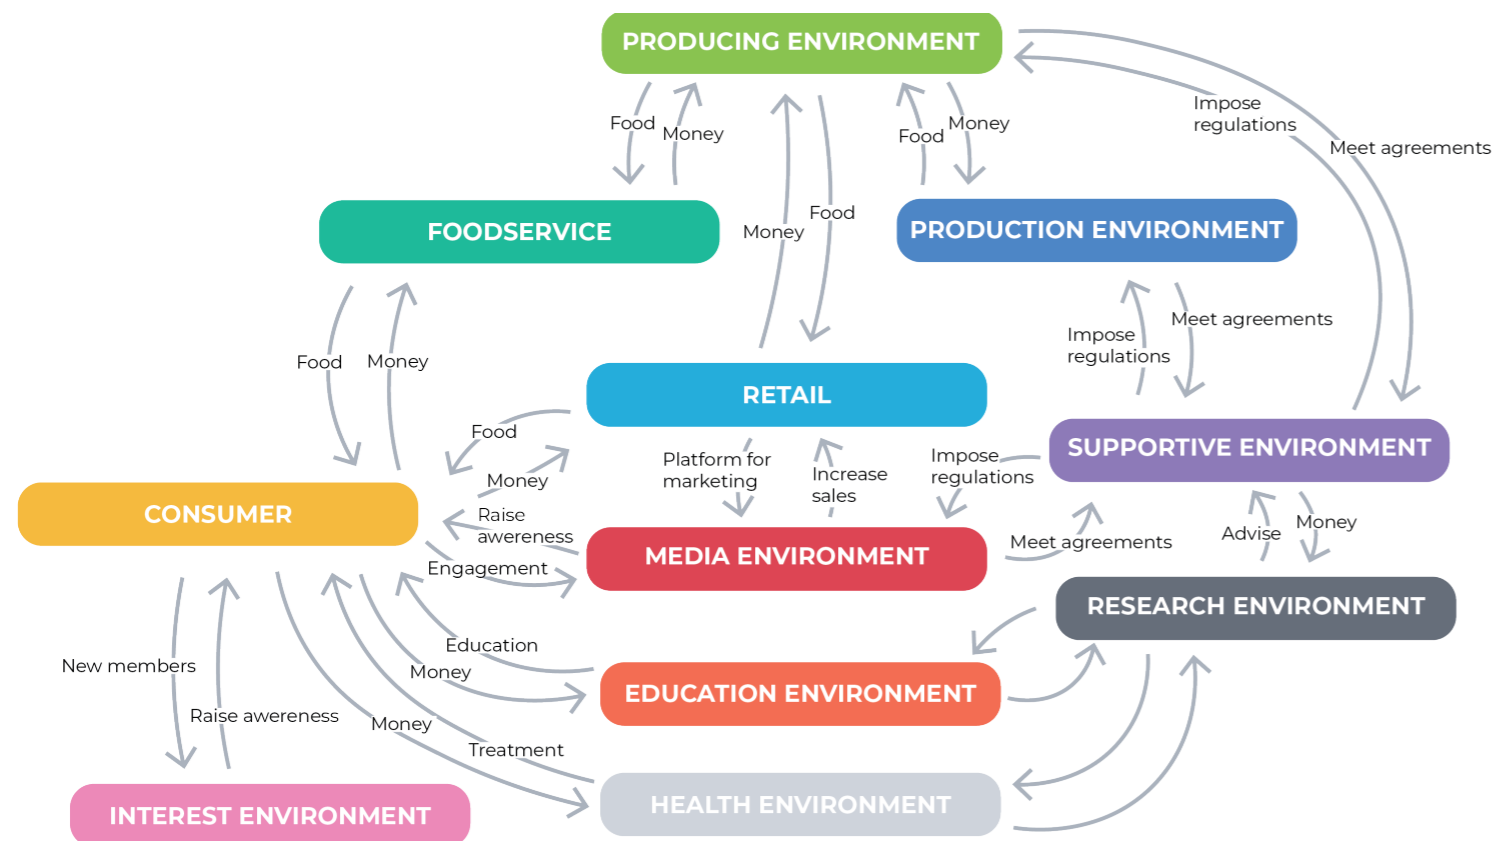 PRODUCING ENVIRONMENT
Impose
regulations
Meet agreements
Food
Money
Food
Money
Money
Food
FOODSERVICE
PRODUCTION ENVIRONMENT
Impose
regulations
Meet agreements
Food
Money
RETAIL
Food
Money
Platform for
marketing
Increase
sales
Impose
regulations
SUPPORTIVE ENVIRONMENT
CONSUMER
Raise
awereness
Engagement
MEDIA ENVIRONMENT
Meet agreements
Advise
Money
RESEARCH ENVIRONMENT
Education
Money
EDUCATION ENVIRONMENT
New members
Raise awereness
Money
Treatment
HEALTH ENVIRONMENT
INTEREST ENVIRONMENT